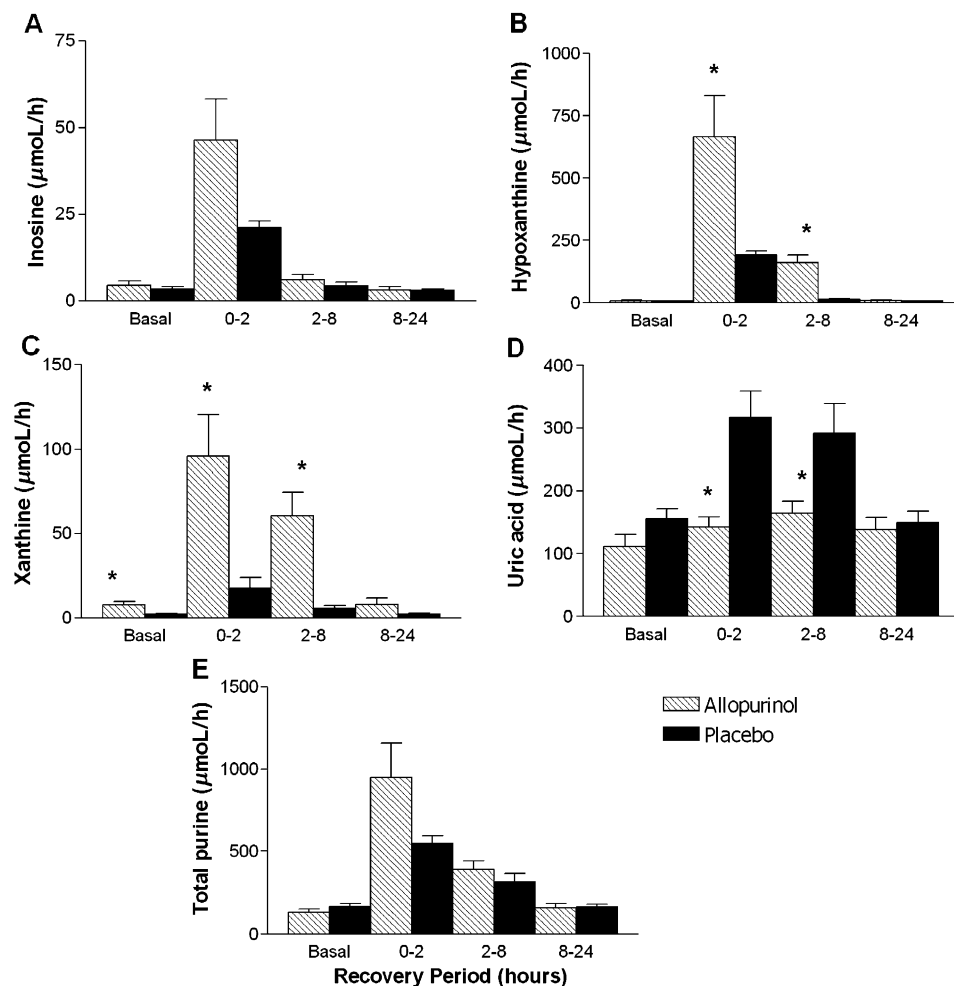 A
Inosine (μmoL/h)
75
50
25
0
Basal 0-2 2-8 8-24
B
Hypoxanthine (μmoL/h)
1000
750
500
250
0
* *
Basal 0-2 2-8 8-24
C
Xanthine (μmoL/h)
150
100
50
0
* * *
Basal 0-2 2-8 8-24
D
Uric acid (μmoL/h)
400
300
200
100
0
* *
Basal 0-2 2-8 8-24
E
Total purine (μmoL/h)
1500
1000
500
0
Basal 0-2 2-8 8-24
Recovery Period (hours)
Allopurinol
Placebo